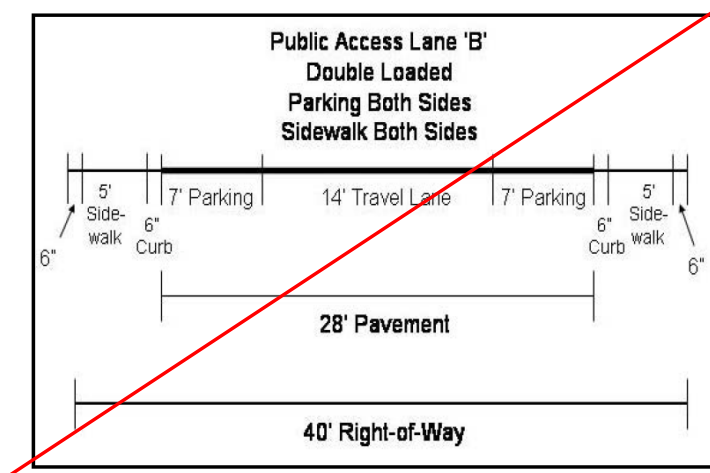 Public Access Lane 'B'
Double Loaded
Parking Both Sides
Sidewalk Both Sides
7' Parking
14' Travel Lane
7' Parking
5'
Side-
walk
6"
Curb
6"
6"
Curb
5'
Side-
walk
6"
28' Pavement
40' Right-of-Way